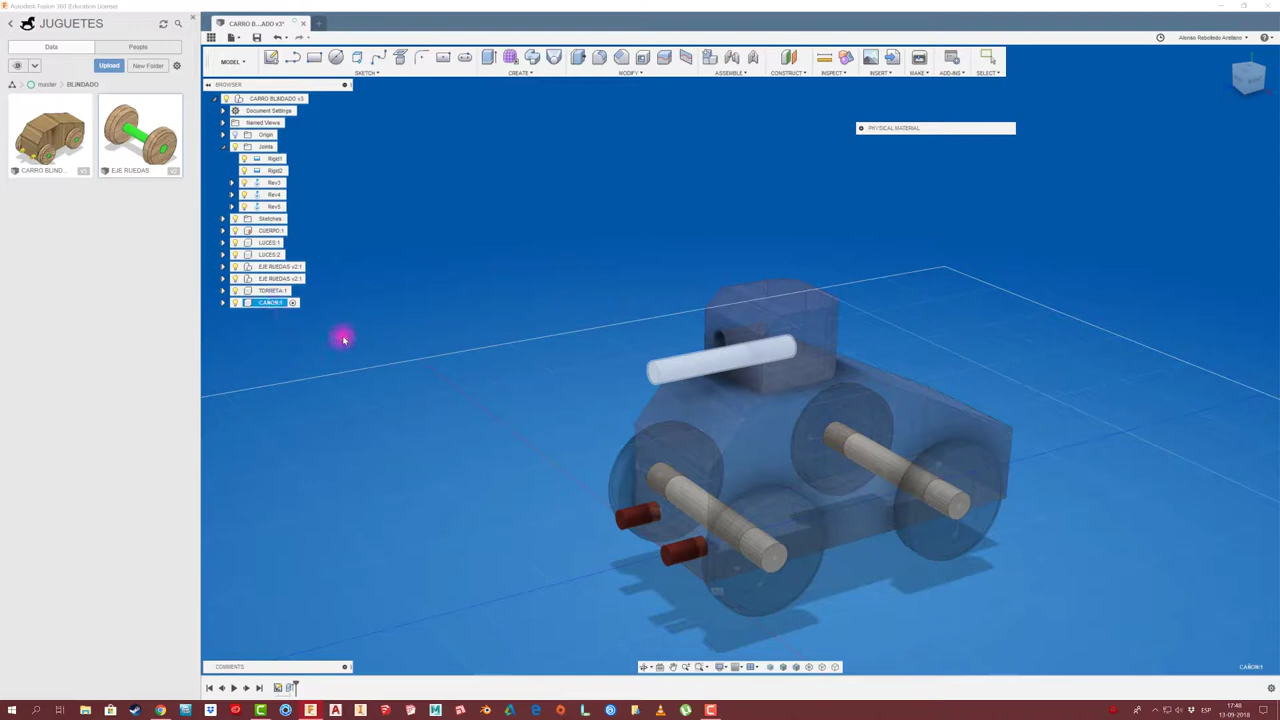 Autodesk Fusion 360 (Education License)
JUGUETES
CARRO B...ADO v3*
Data
People
Alonso Rebolledo Arellano
MODEL
Upload
New Folder
SKETCH
CREATE
MODIFY
ASSEMBLE
CONSTRUCT
INSPECT
INSERT
MAKE
ADD-INS
SELECT
master
BLINDADO
BROWSER
CARRO BLINDADO v3
Document Settings
Named Views
PHYSICAL MATERIAL
Origin
Joints
Rigid1
CARRO BLIND...
V3
EJE RUEDAS
V2
Rigid2
Rev3
Rev4
Rev5
Sketches
CUERPO:1
LUCES:1
LUCES:2
EJE RUEDAS v2:1
EJE RUEDAS v2:1
TORRETA:1
CAÑON:1
COMMENTS
CAÑON:1
ESP
17:48
13-09-2018